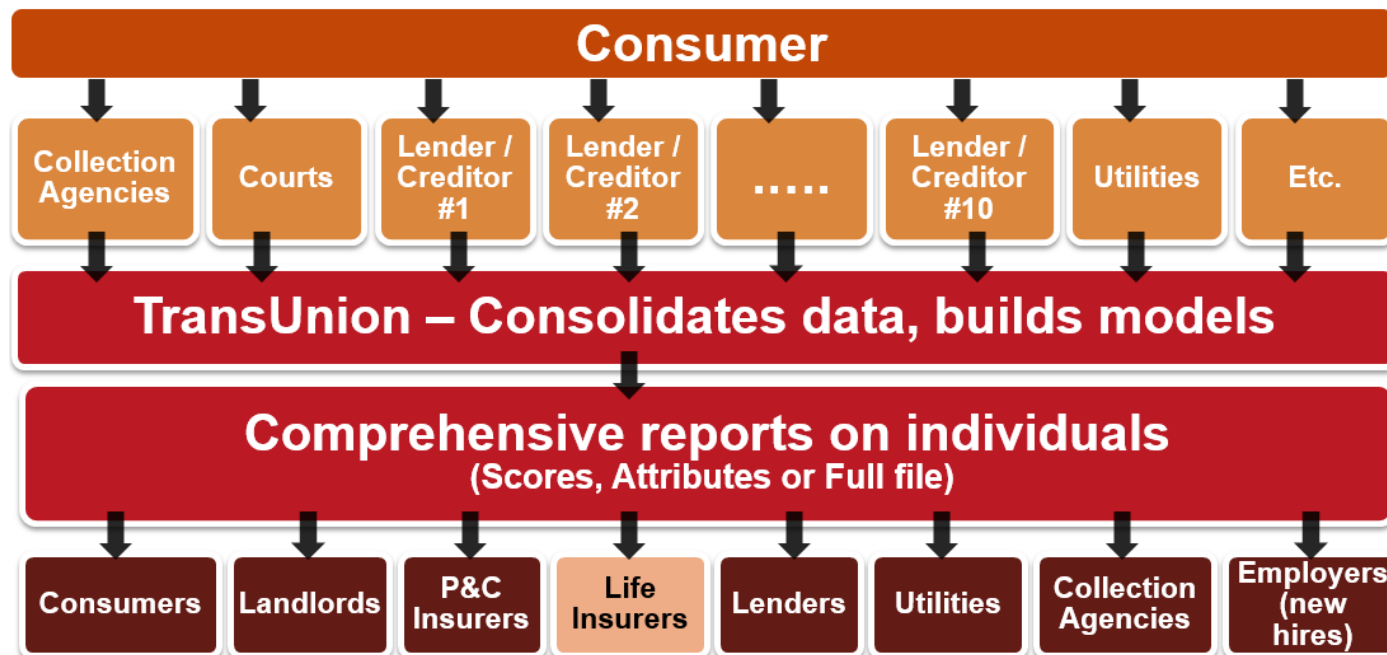 Consumer
Collection
Agencies
Courts
Lender /
Creditor
#1
Lender /
Creditor
#2
.....
Lender /
Creditor
#10
Utilities
Etc.
TransUnion – Consolidates data, builds models
Comprehensive reports on individuals
(Scores, Attributes or Full file)
Consumers
Landlords
P&C
Insurers
Life
Insurers
Lenders
Utilities
Collection
Agencies
Employers
(new
hires)